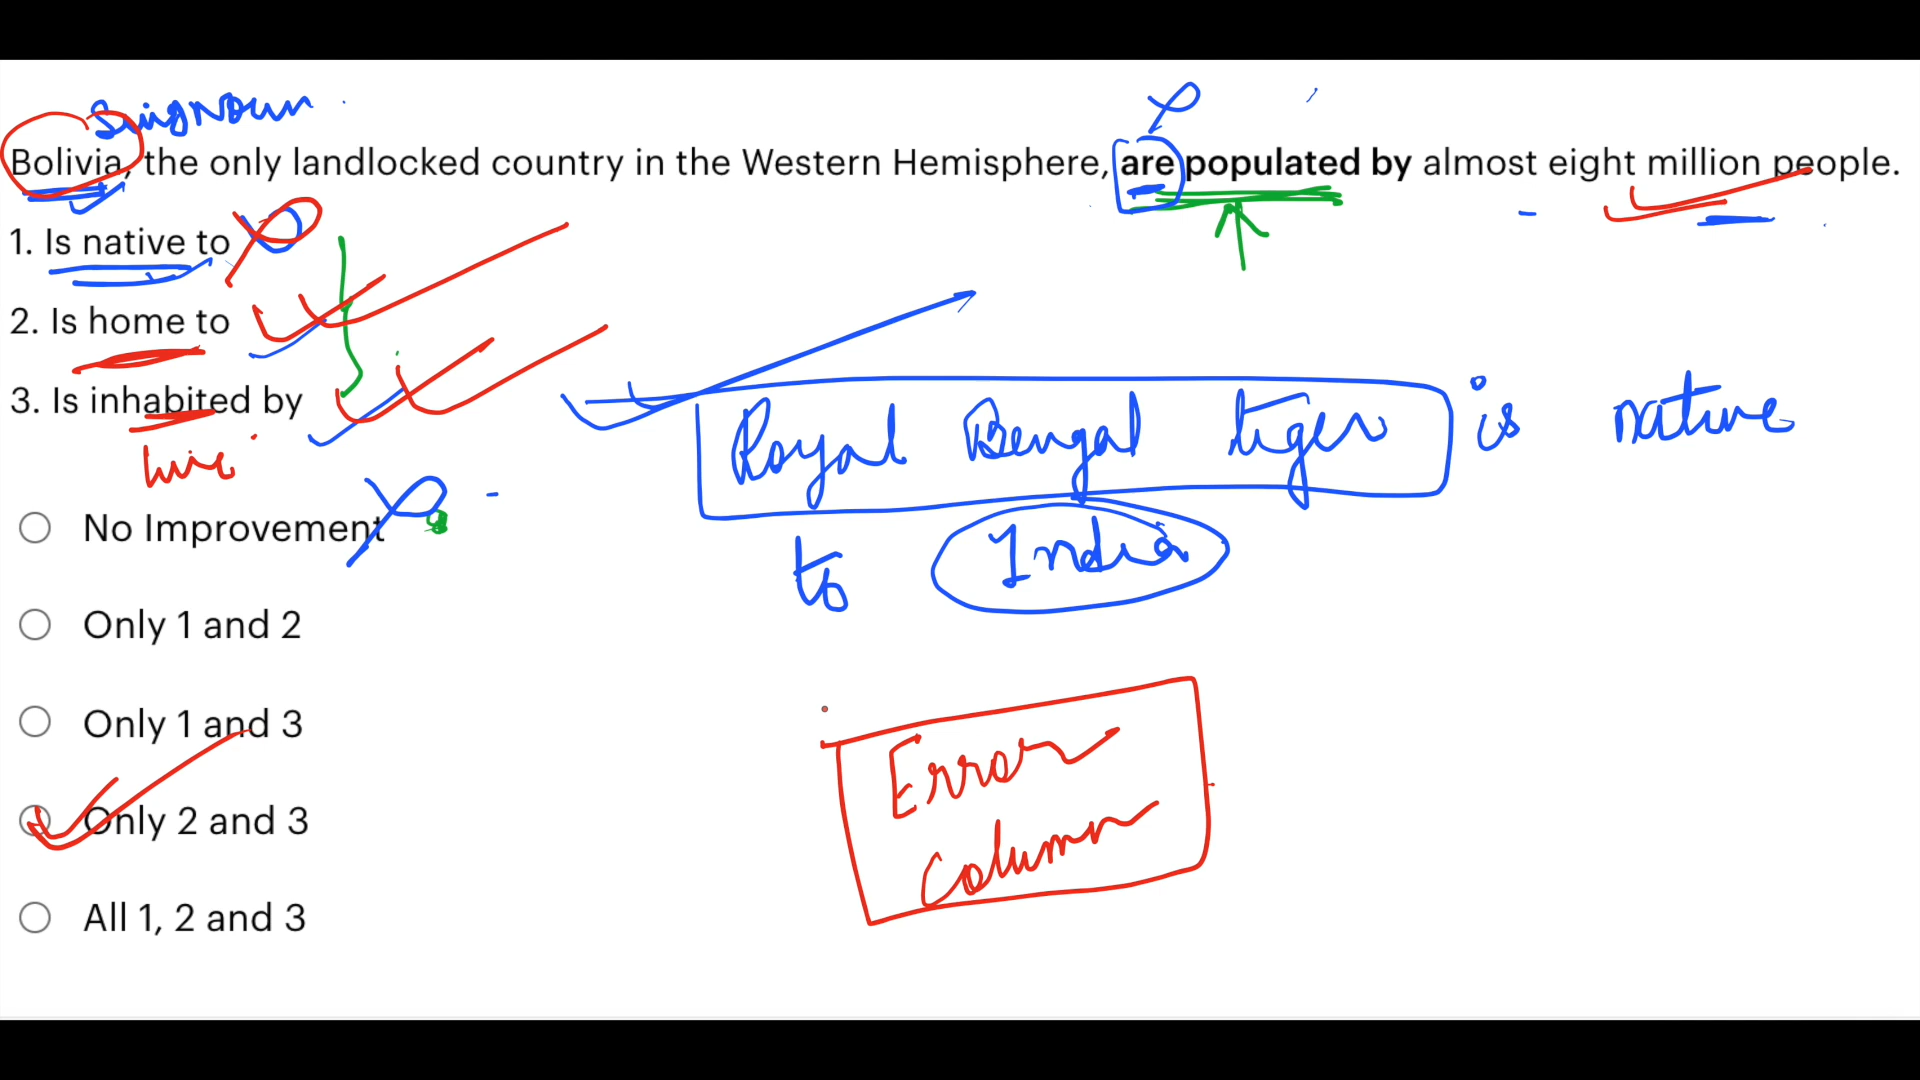 Sing Noun
Bolivia, the only landlocked country in the Western Hemisphere, are populated by almost eight million people.
1. Is native to
2. Is home to
3. Is inhabited by
live
Royal Bengal tiger is native
to India
No Improvement
Only 1 and 2
Only 1 and 3
Only 2 and 3
All 1, 2 and 3
Error
Column